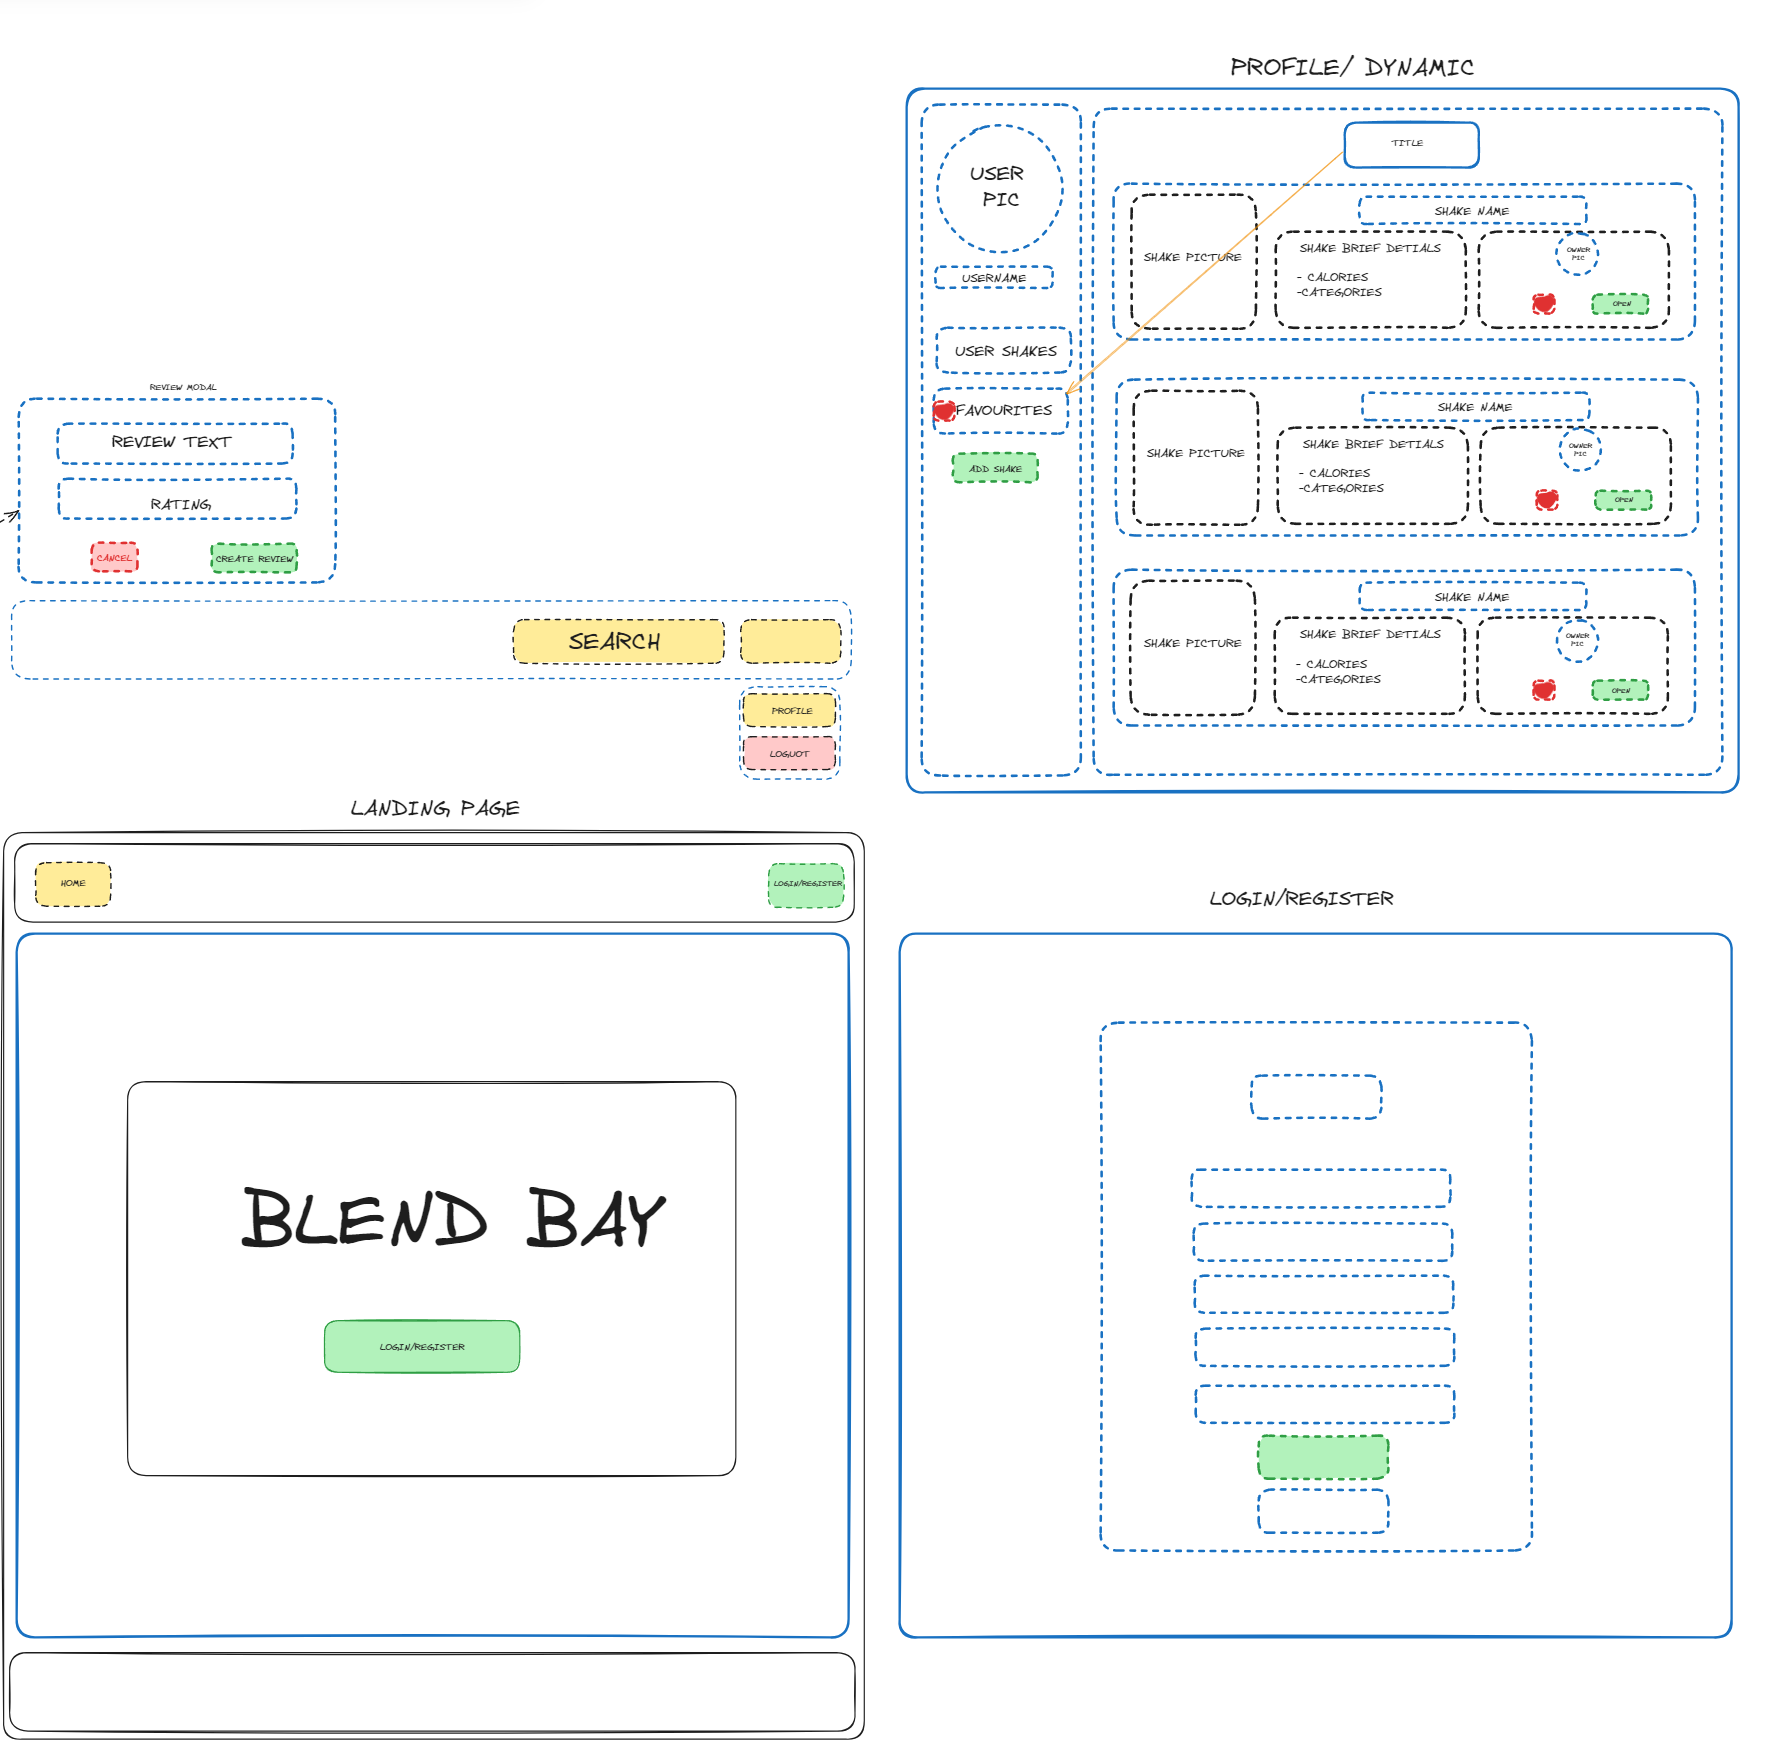 PROFILE/ DYNAMIC
USER
PIC
USERNAME
USER SHAKES
FAVOURITES
ADD SHAKE
TITLE
SHAKE PICTURE
SHAKE NAME
SHAKE BRIEF DETIALS
- CALORIES
-CATEGORIES
OWNER
PIC
OPEN
SHAKE PICTURE
SHAKE NAME
SHAKE BRIEF DETIALS
- CALORIES
-CATEGORIES
OWNER
PIC
OPEN
SHAKE PICTURE
SHAKE NAME
SHAKE BRIEF DETIALS
- CALORIES
-CATEGORIES
OWNER
PIC
OPEN
REVIEW MODAL
REVIEW TEXT
RATING
CANCEL
CREATE REVIEW
SEARCH
PROFILE
LOGUOT
LANDING PAGE
HOME
LOGIN/REGISTER
BLEND BAY
LOGIN/REGISTER
LOGIN/REGISTER